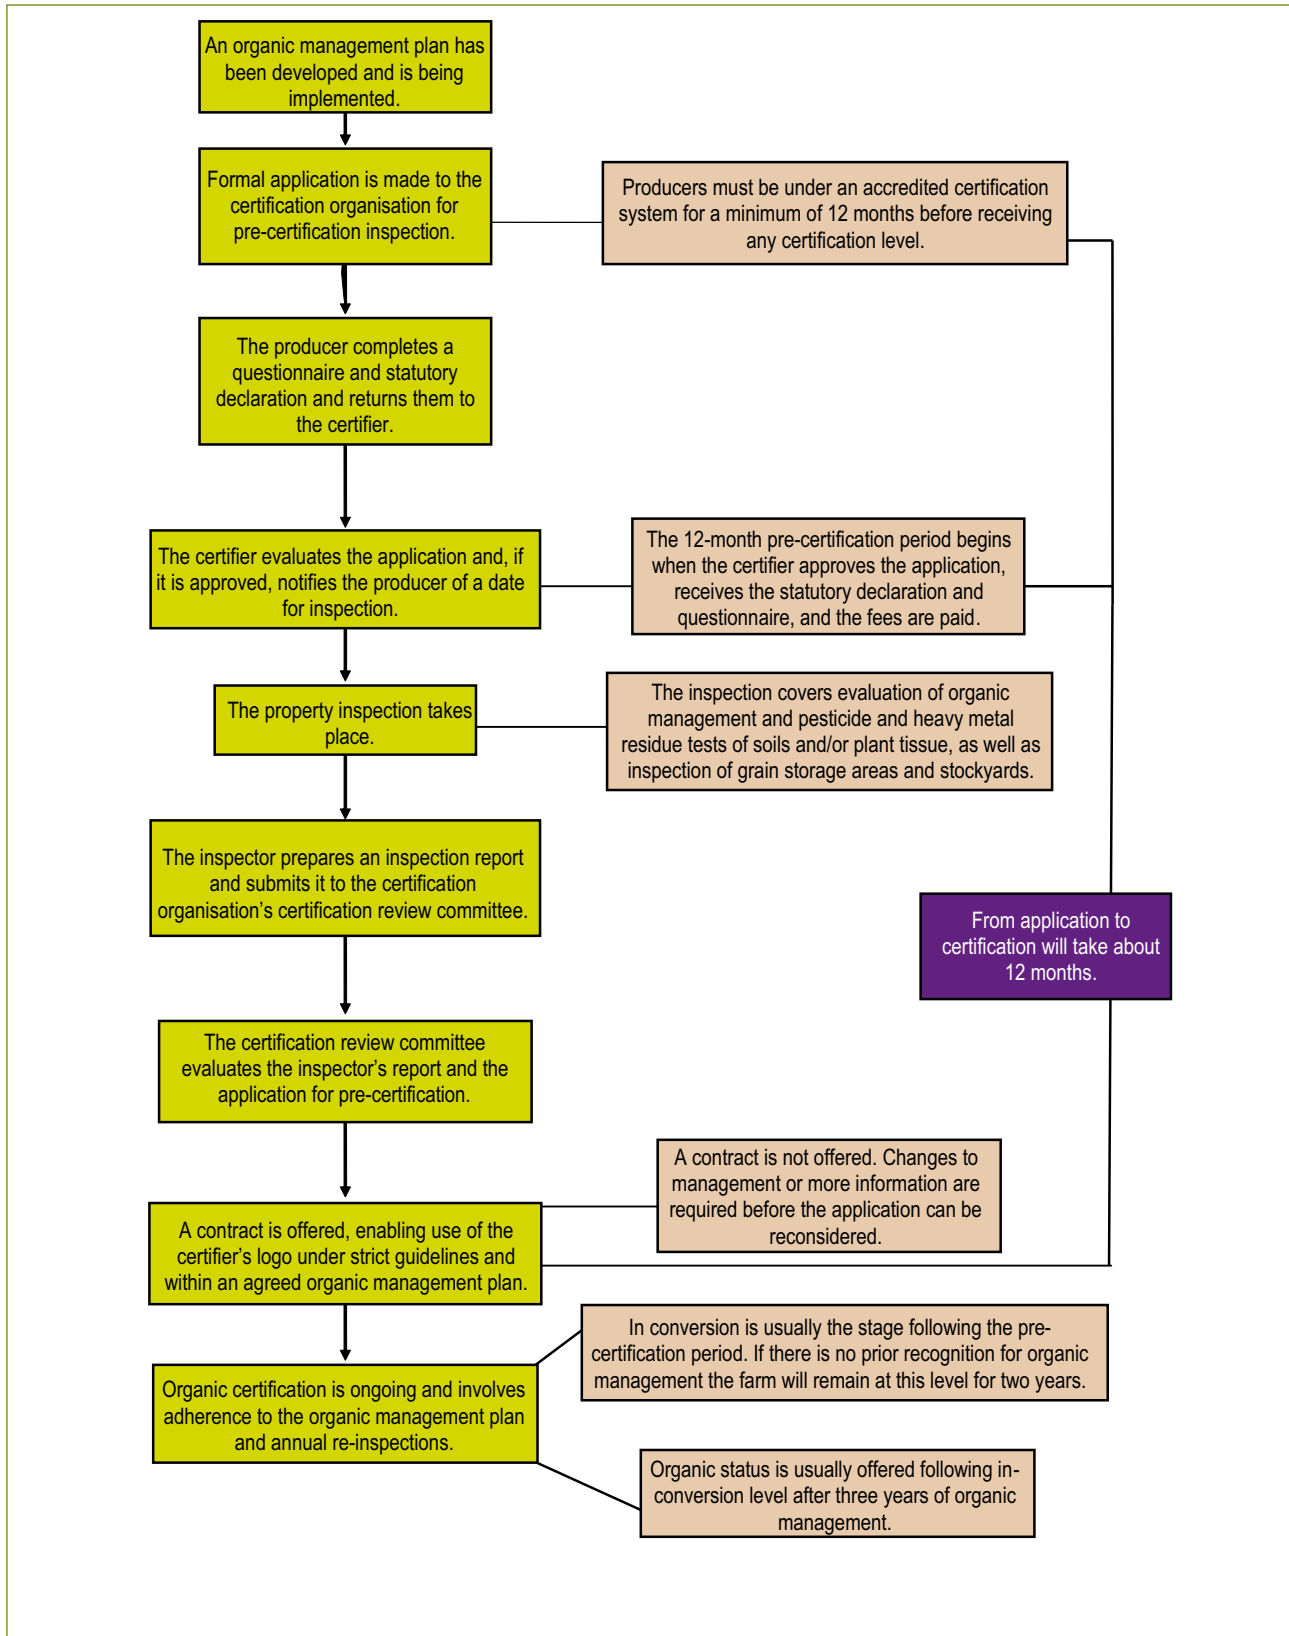 An organic management plan has
been developed and is being
implemented.
Formal application is made to the
certification organisation for
pre-certification inspection.
Producers must be under an accredited certification
system for a minimum of 12 months before receiving
any certification level.
The producer completes a
questionnaire and statutory
declaration and returns them to
the certifier.
The certifier evaluates the application and, if
it is approved, notifies the producer of a date
for inspection.
The 12-month pre-certification period begins
when the certifier approves the application,
receives the statutory declaration and
questionnaire, and the fees are paid.
The property inspection takes
place.
The inspection covers evaluation of organic
management and pesticide and heavy metal
residue tests of soils and/or plant tissue, as well as
inspection of grain storage areas and stockyards.
The inspector prepares an inspection report
and submits it to the certification
organisation’s certification review committee.
From application to
certification will take about
12 months.
The certification review committee
evaluates the inspector’s report and the
application for pre-certification.
A contract is not offered. Changes to
management or more information are
required before the application can be
reconsidered.
A contract is offered, enabling use of the
certifier’s logo under strict guidelines and
within an agreed organic management plan.
In conversion is usually the stage following the pre-
certification period. If there is no prior recognition for organic
management the farm will remain at this level for two years.
Organic certification is ongoing and involves
adherence to the organic management plan
and annual re-inspections.
Organic status is usually offered following in-
conversion level after three years of organic
management.